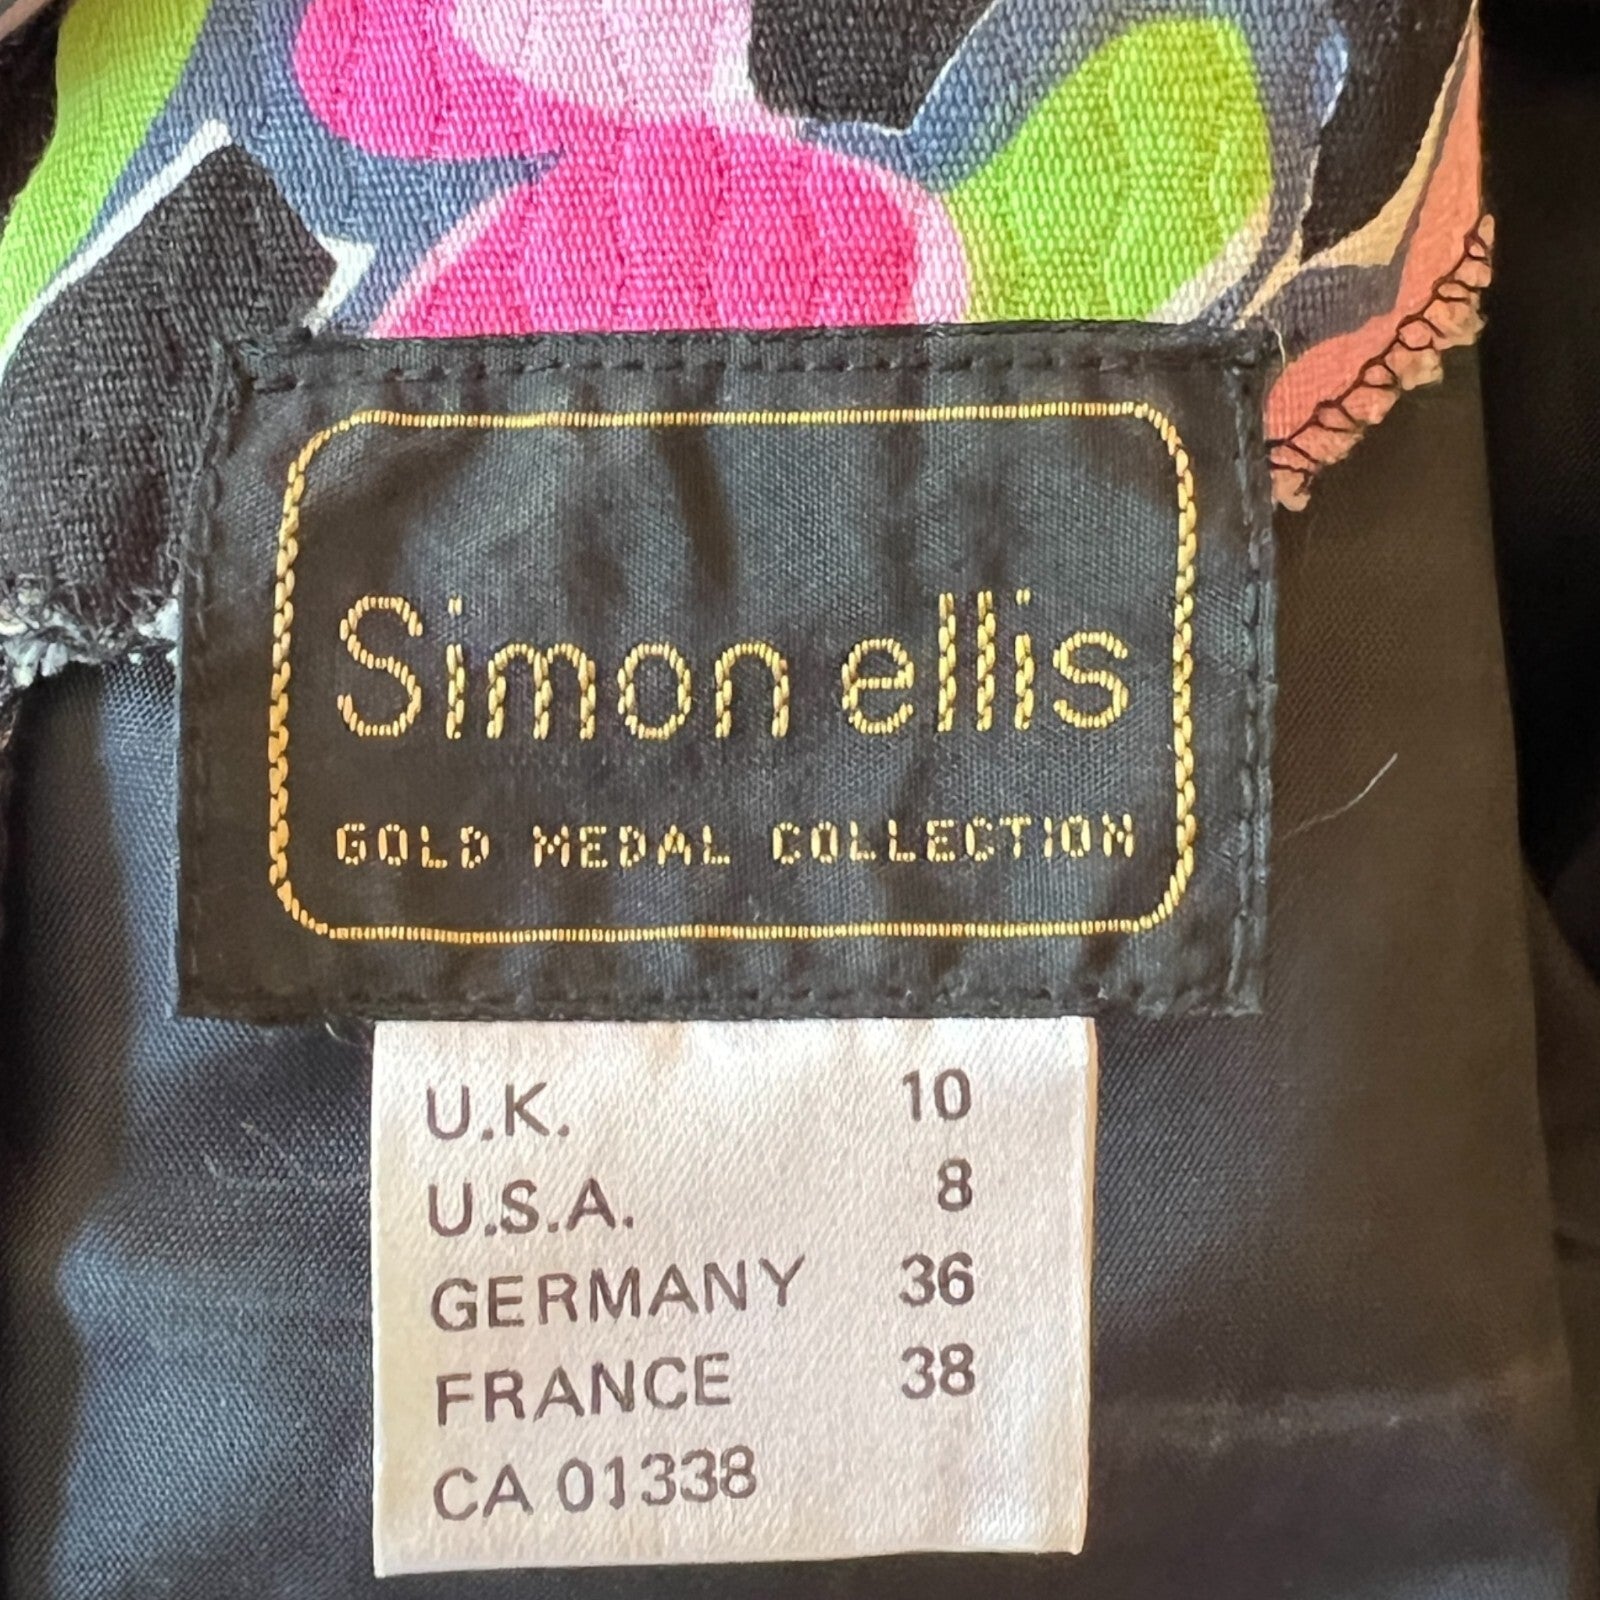 Simon ellis
GOLD MEDAL COLLECTION
U.K. 10
U.S.A. 8
GERMANY 36
FRANCE 38
CA 01338